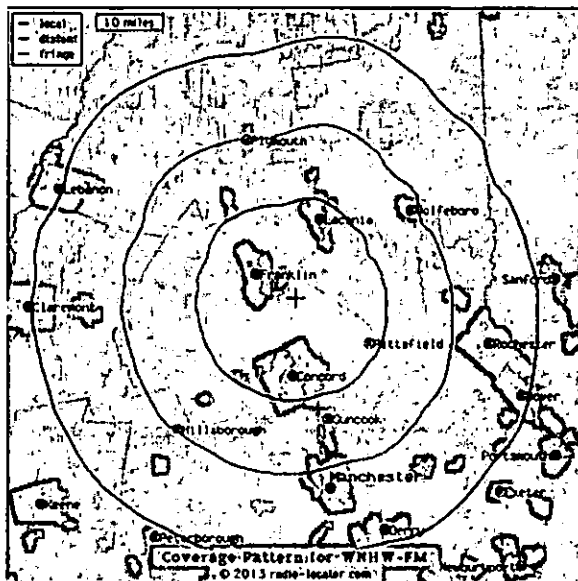 local
distant
fringe
10 miles
Plymouth
Lebanon
Laconia
Wolfeboro
Franklin
Sanford
Claremont
Pittsfield
Rochester
Concord
Dover
Suncook
Hillsborough
Portsmouth
Manchester
Exeter
Keene
Derry
Peterborough
Coverage Pattern for WNHW-FM
Newburyport
© 2013 radio-locator.com